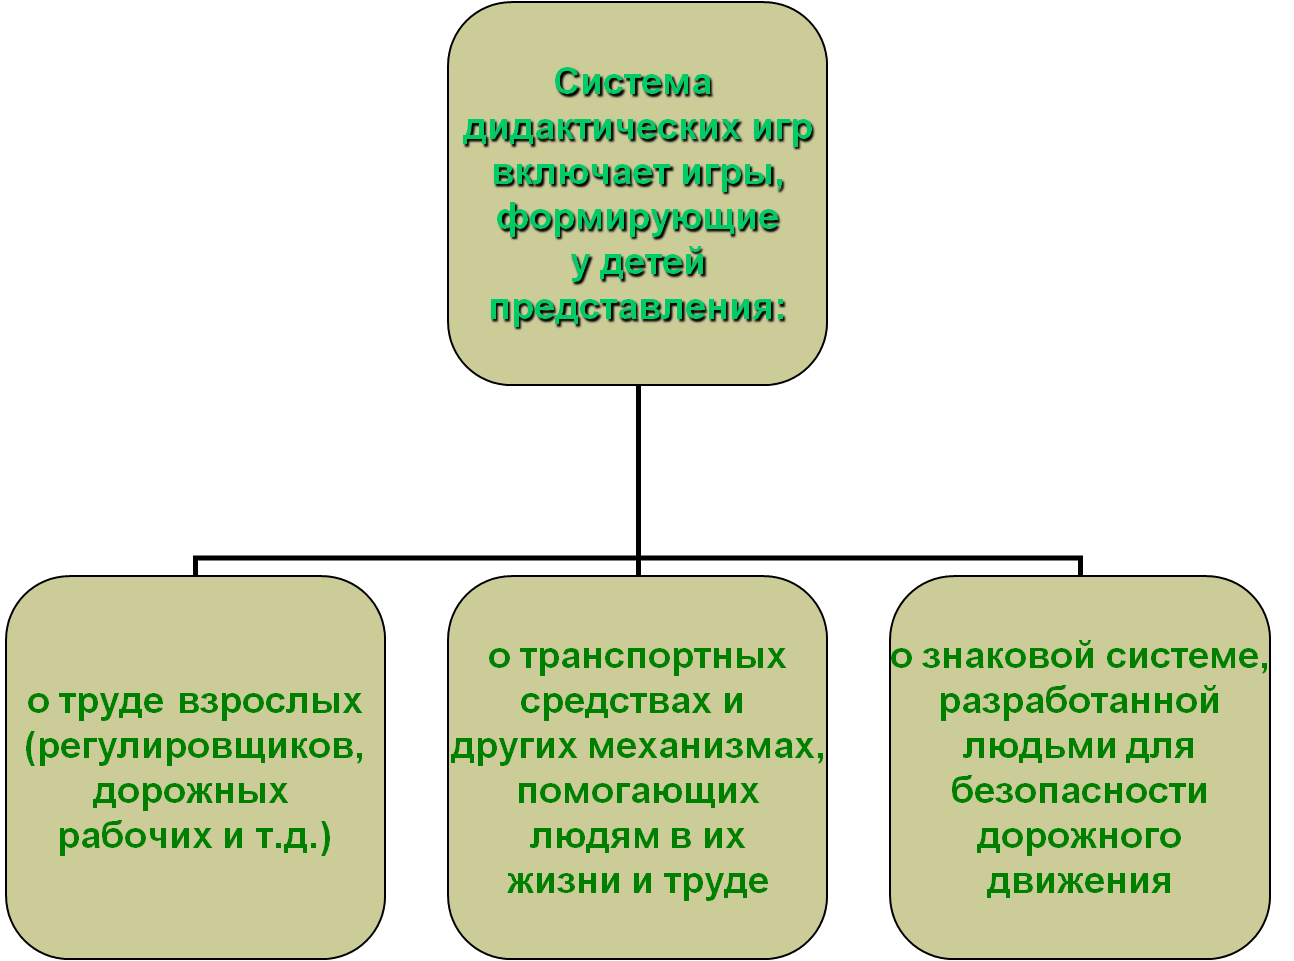 Система
дидактических игр
включает игры,
формирующие
у детей
представления:
о труде взрослых
(регулировщиков,
дорожных
рабочих и т.д.)
о транспортных
средствах и
других механизмах,
помогающих
людям в их
жизни и труде
о знаковой системе,
разработанной
людьми для
безопасности
дорожного
движения